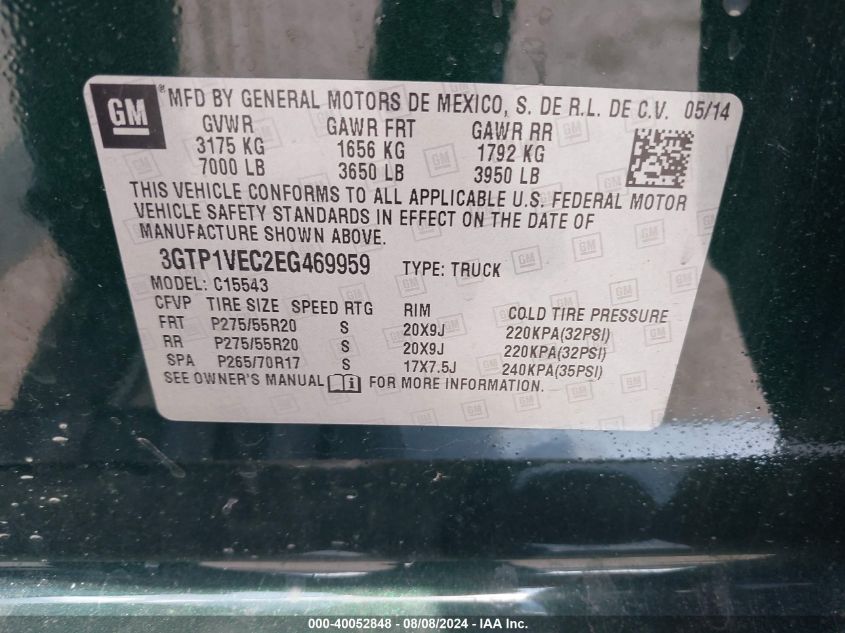 GM ® MFD BY GENERAL MOTORS DE MEXICO, S. DE R.L. DE C.V. 05/14
GVWR GAWR FRT GAWR RR
3175 KG 1656 KG 1792 KG
7000 LB 3650 LB 3950 LB
THIS VEHICLE CONFORMS TO ALL APPLICABLE U.S. FEDERAL MOTOR
VEHICLE SAFETY STANDARDS IN EFFECT ON THE DATE OF
MANUFACTURE SHOWN ABOVE.
3GTP1VEC2EG469959 TYPE: TRUCK
MODEL: C15543
CFVP TIRE SIZE SPEED RTG RIM COLD TIRE PRESSURE
FRT P275/55R20 S 20X9J 220KPA(32PSI)
RR P275/55R20 S 20X9J 220KPA(32PSI)
SPA P265/70R17 S 17X7.5J 240KPA(35PSI)
SEE OWNER'S MANUAL i FOR MORE INFORMATION.
000-40052848 - 08/08/2024 - IAA Inc.